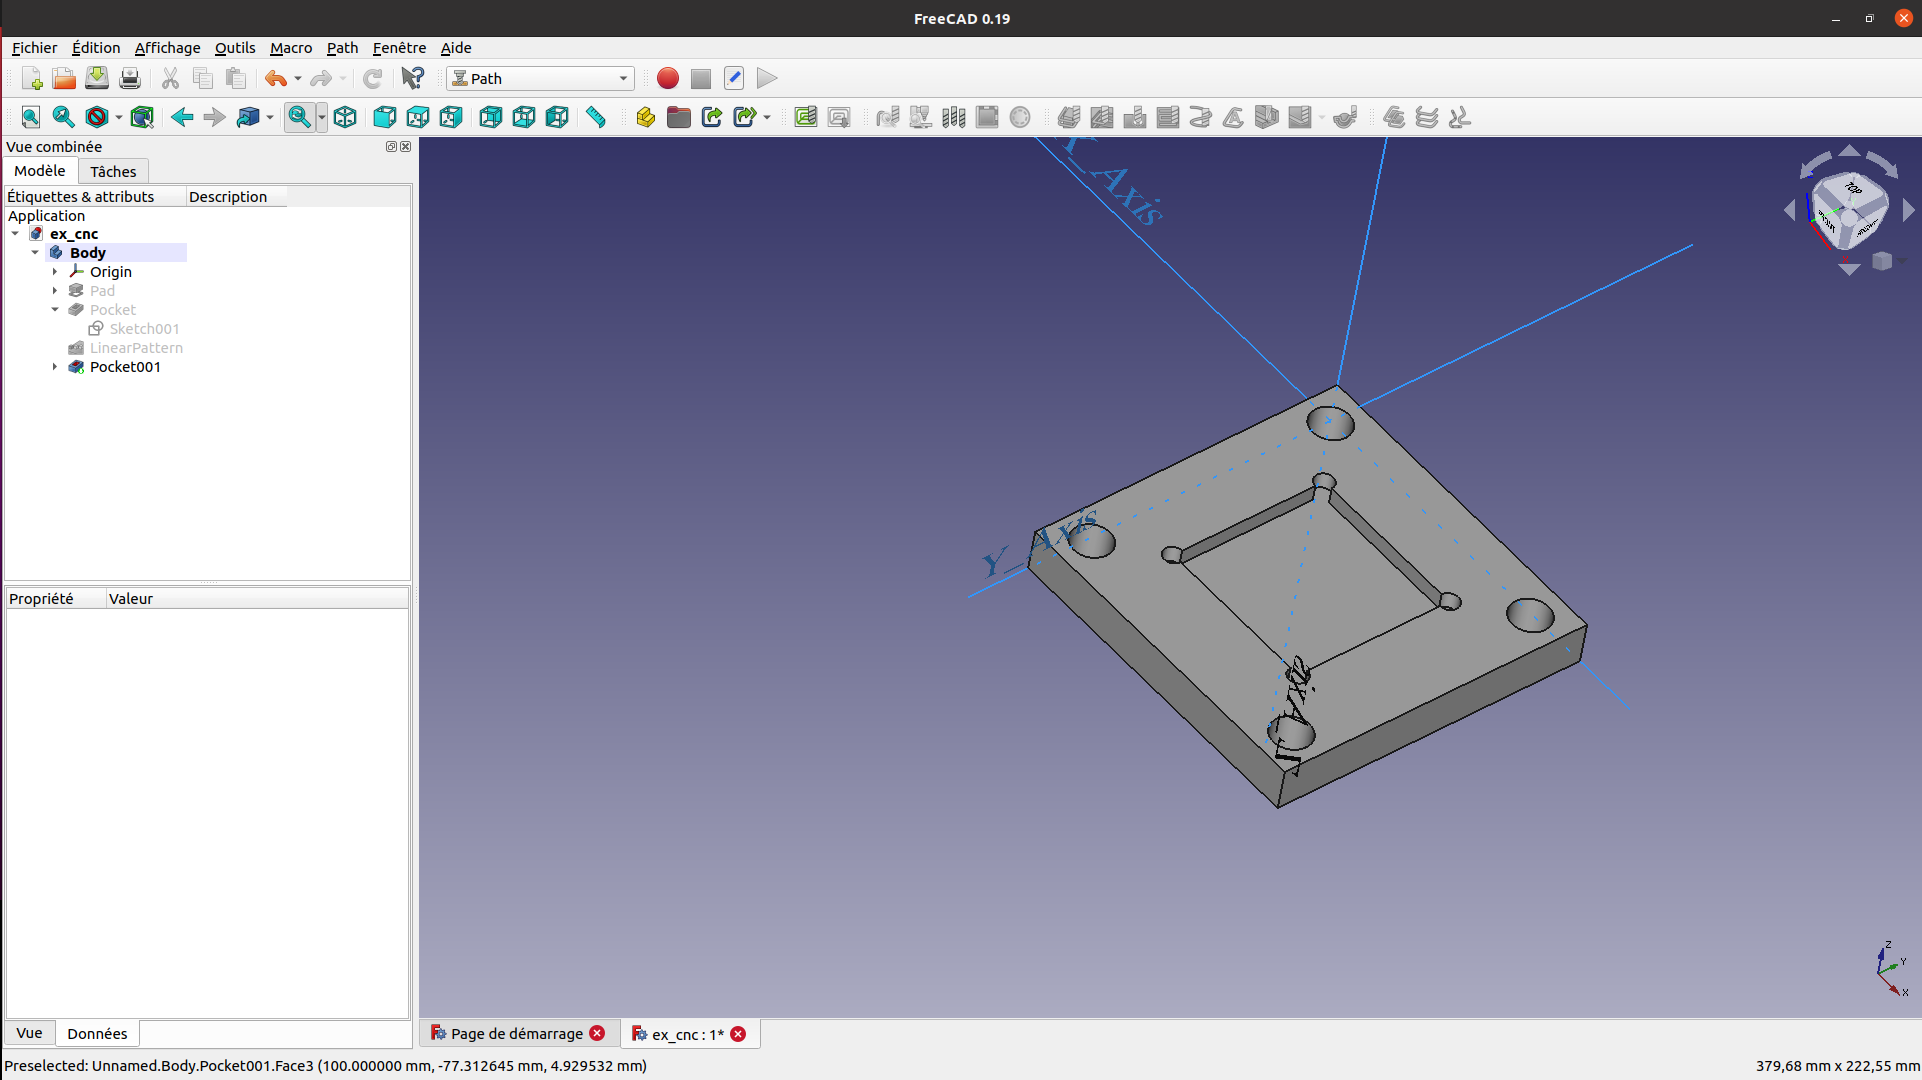 FreeCAD 0.19
Fichier Édition Affichage Outils Macro Path Fenêtre Aide
Path
Vue combinée
Modèle Tâches
Étiquettes & attributs Description
Application
ex_cnc
Body
Origin
Pad
Pocket
Sketch001
LinearPattern
Pocket001
Propriété Valeur
Vue Données
X_Axis
Y_Axis
TOP
Z
Y
X
Page de démarrage
ex_cnc : 1*
Preselected: Unnamed.Body.Pocket001.Face3 (100.000000 mm, -77.312645 mm, 4.929532 mm)
379,68 mm x 222,55 mm